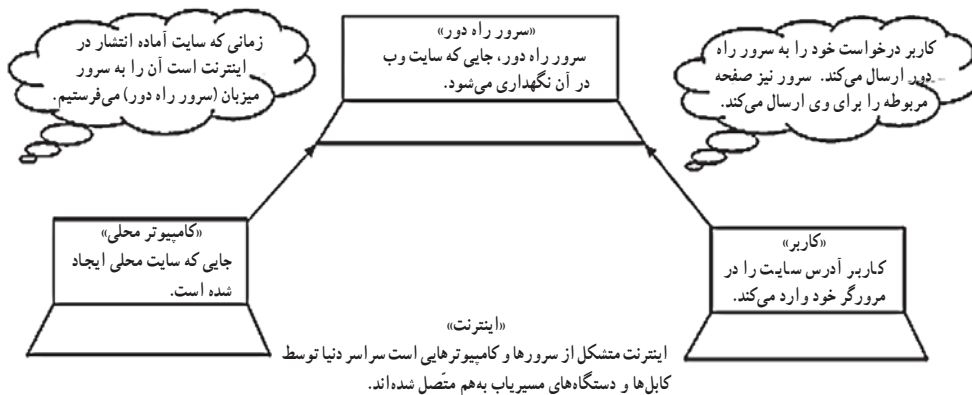 کاربر درخواست خود را به سرور راه
دور ارسال می‌کند. سرور نیز صفحه
مربوطه را برای وی ارسال می‌کند.
«سرور راه دور»
سرور راه دور، جایی که سایت وب
در آن نگهداری می‌شود.
زمانی که سایت آماده انتشار در
اینترنت است آن را به سرور
میزبان (سرور راه دور) می‌فرستیم.
«کاربر»
کاربر آدرس سایت را در
مرورگر خود وارد می‌کند.
«کامپیوتر محلی»
جایی که سایت محلی ایجاد
شده است.
«اینترنت»
اینترنت متشکل از سرورها و کامپیوترهایی است سراسر دنیا توسط
کابل‌ها و دستگاه‌های مسیریاب به‌هم متّصل شده‌اند.